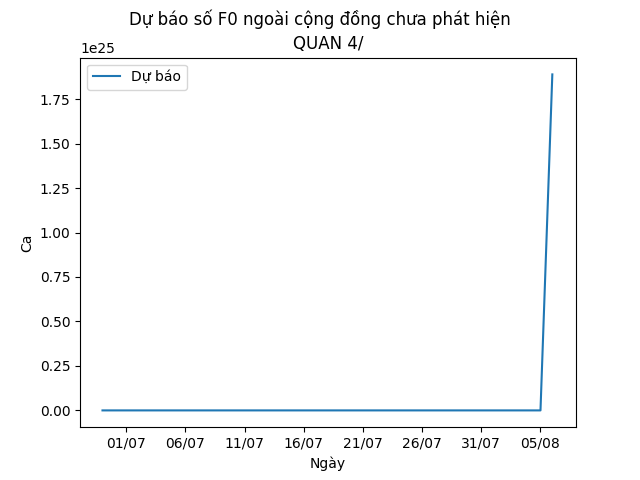 Dự báo số F0 ngoài cộng đồng chưa phát hiện
QUAN 4/
1e25
Dự báo
1.75
1.50
1.25
1.00
0.75
0.50
0.25
0.00
Ca
01/07 06/07 11/07 16/07 21/07 26/07 31/07 05/08
Ngày